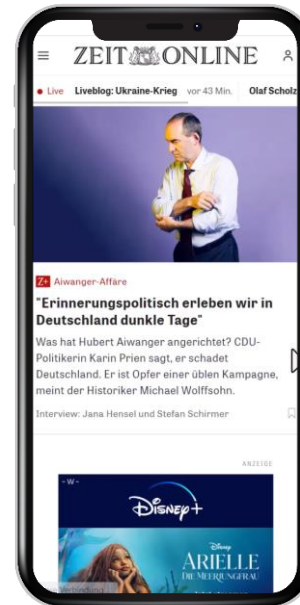 ZEIT ONLINE
Live Liveblog: Ukraine-Krieg vor 43 Min. Olaf Scholz
Z+ Aiwanger-Affäre
"Erinnerungspolitisch erleben wir in
Deutschland dunkle Tage"
Was hat Hubert Aiwanger angerichtet? CDU-
Politikerin Karin Prien sagt, er schadet
Deutschland. Er ist Opfer einer üblen Kampagne,
meint der Historiker Michael Wolffsohn.
Interview: Jana Hensel und Stefan Schirmer
ANZEIGE
- W -
Disney+
Disney
ARIELLE
DIE MEERJUNGFRAU